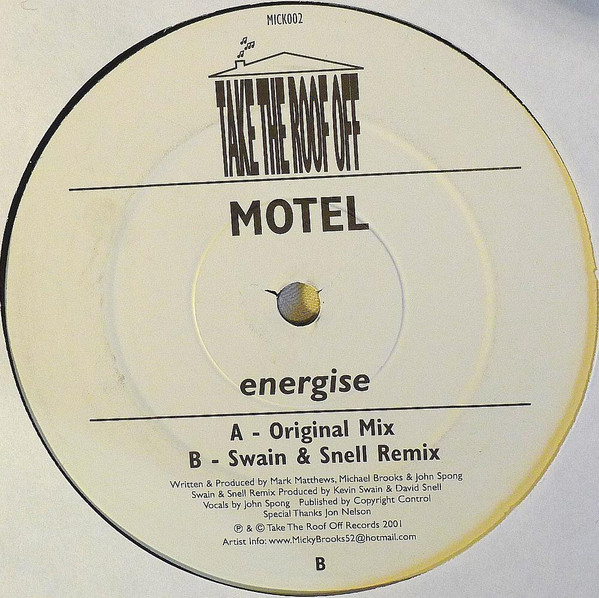 MICK002
TAKE THE ROOF OFF
MOTEL
energise
A - Original Mix
B - Swain & Snell Remix
Written & Produced by Mark Matthews, Michael Brooks & John Spong
Swain & Snell Remix Produced by Kevin Swain & David Snell
Vocals by John Spong Published by Copyright Control
Special Thanks Jon Nelson
℗ & © Take The Roof Off Records 2001
Artist Info: www.MickyBrooks52@hotmail.com
B